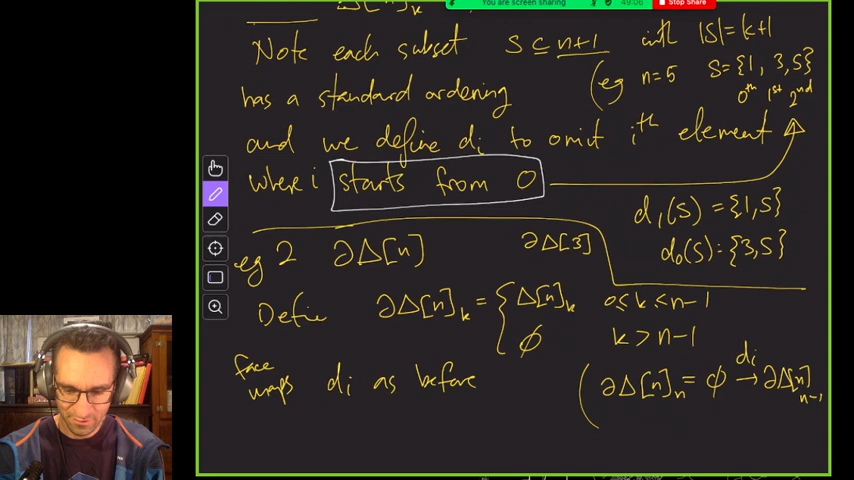 You are screen sharing 49:06 Stop Share
Note each subset S ⊆ n+1 with |S|=k+1
(eg n=5 S={1, 3, 5}
0th 1st 2nd
has a standard ordering
and we define di to omit ith element
where i starts from 0
d1(S) = {1,5}
d0(S) = {3,5}
eg 2 ∂Δ[n] ∂Δ[3]
Define ∂Δ[n]k = { Δ[n]k 0≤k≤n-1
∅ k>n-1
face maps di as before
(∂Δ[n]n = ∅ di→ ∂Δ[n]n-1